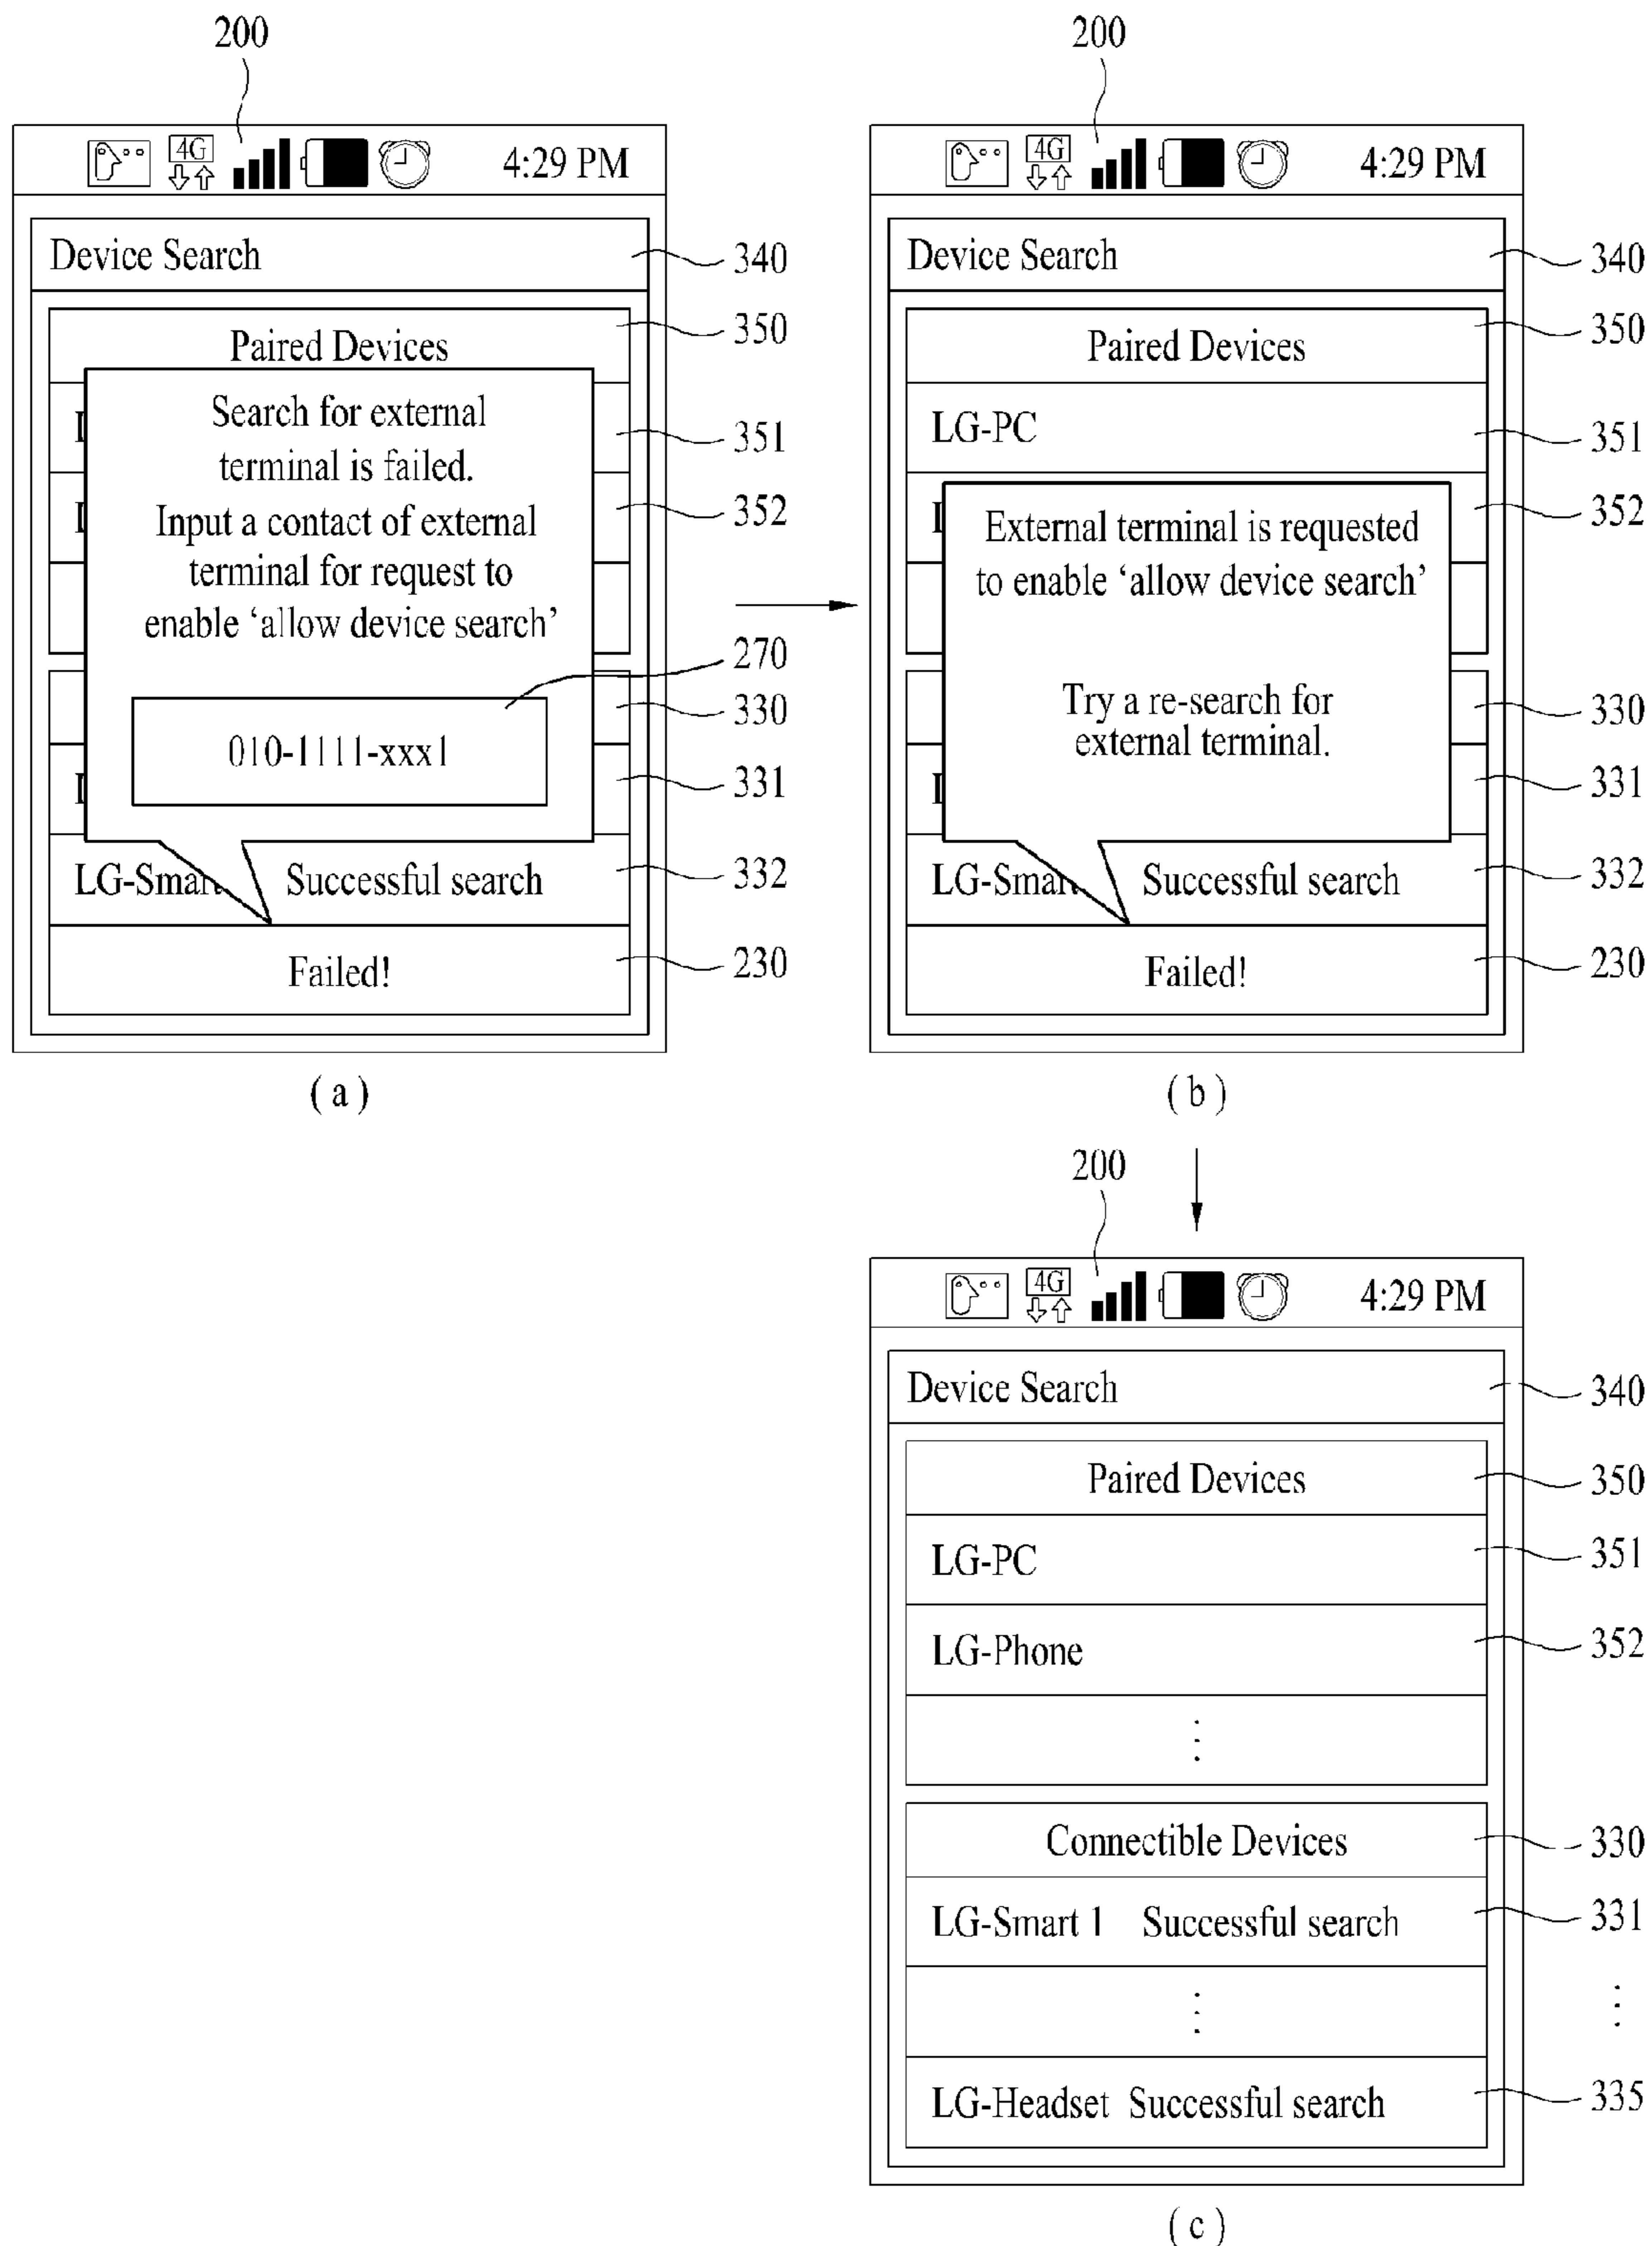 200
4G
4:29 PM
Device Search
340
Paired Devices
350
351
352
Search for external
terminal is failed.
Input a contact of external
terminal for request to
enable ‘allow device search’
270
010-1111-xxx1
330
331
LG-Smart Successful search
332
Failed!
230
( a )
200
4G
4:29 PM
Device Search
340
Paired Devices
350
LG-PC
351
352
External terminal is requested
to enable ‘allow device search’
Try a re-search for
external terminal.
330
331
LG-Smart Successful search
332
Failed!
230
( b )
200
4G
4:29 PM
Device Search
340
Paired Devices
350
LG-PC
351
LG-Phone
352
Connectible Devices
330
LG-Smart 1 Successful search
331
LG-Headset Successful search
335
( c )